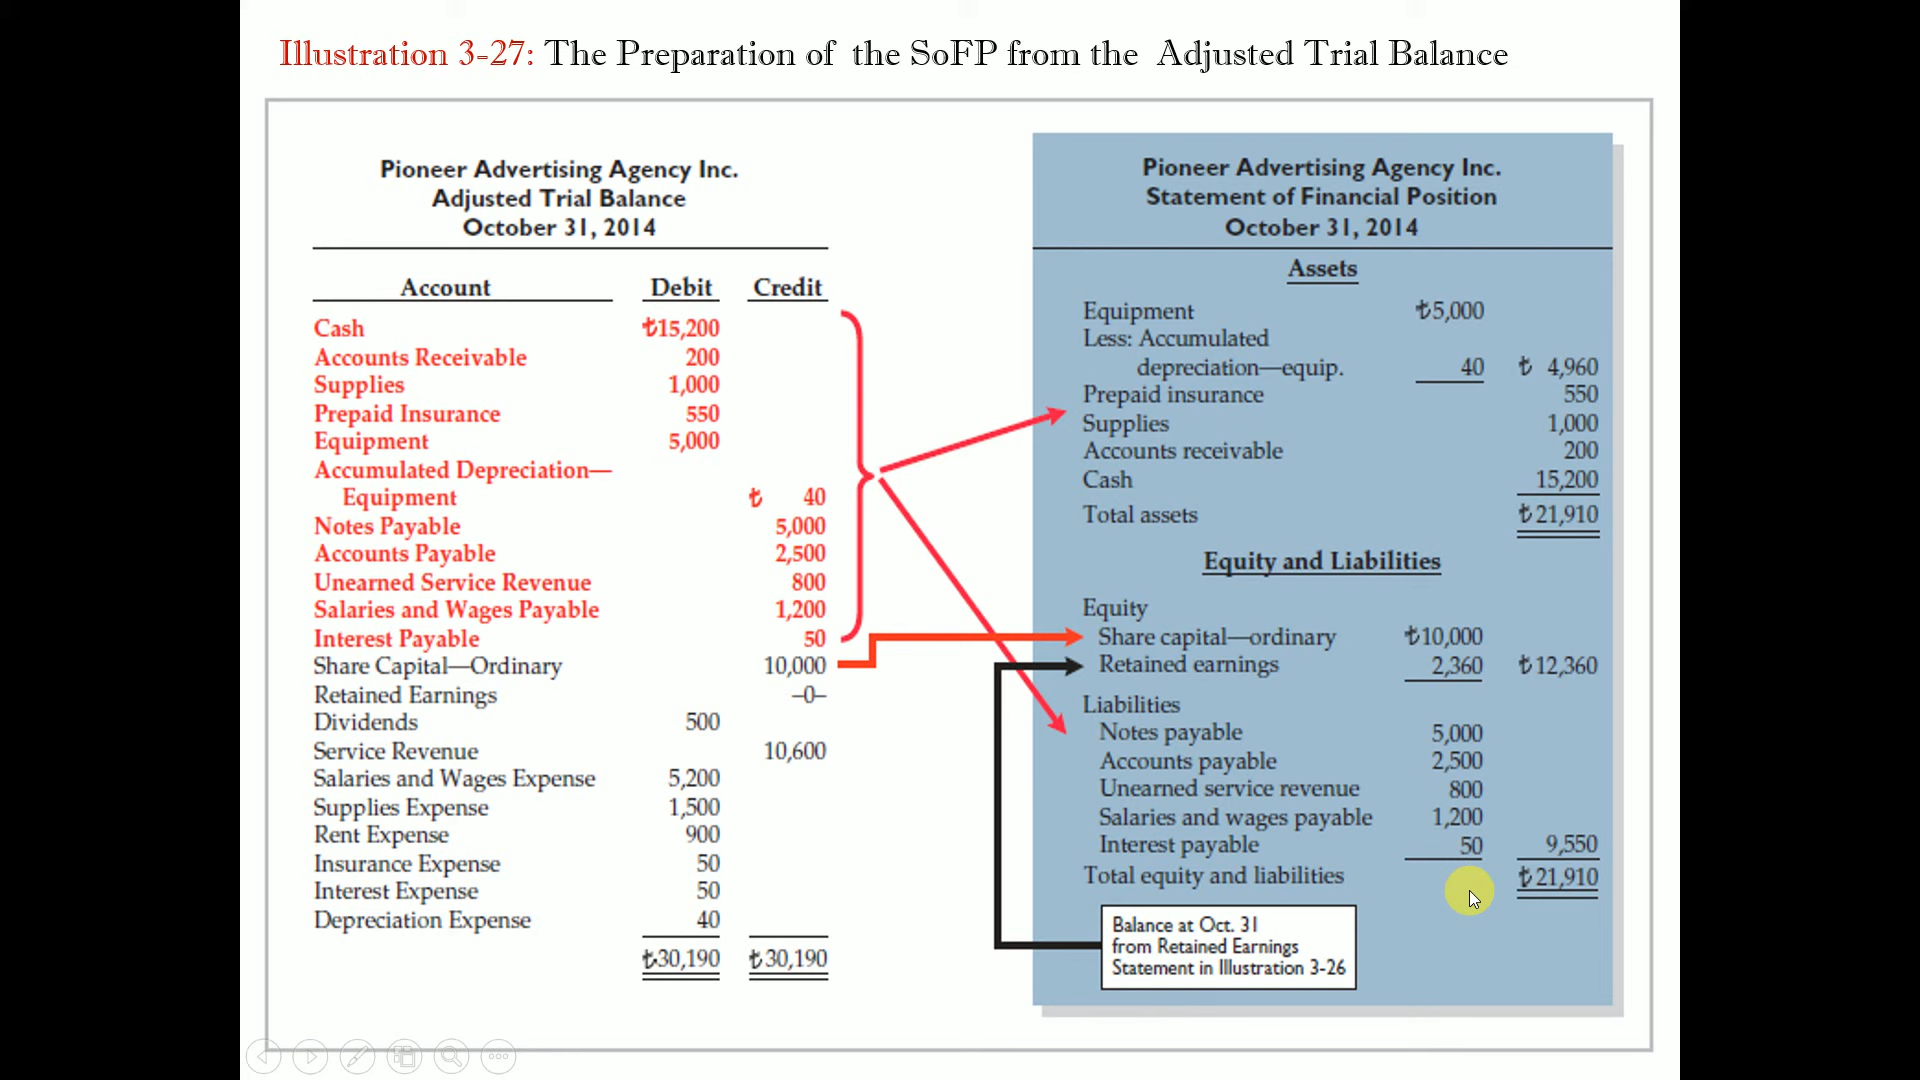 Illustration 3-27: The Preparation of the SoFP from the Adjusted Trial Balance
Pioneer Advertising Agency Inc.
Adjusted Trial Balance
October 31, 2014
Account Debit Credit
Cash ₺15,200
Accounts Receivable 200
Supplies 1,000
Prepaid Insurance 550
Equipment 5,000
Accumulated Depreciation—
Equipment ₺ 40
Notes Payable 5,000
Accounts Payable 2,500
Unearned Service Revenue 800
Salaries and Wages Payable 1,200
Interest Payable 50
Share Capital—Ordinary 10,000
Retained Earnings –0–
Dividends 500
Service Revenue 10,600
Salaries and Wages Expense 5,200
Supplies Expense 1,500
Rent Expense 900
Insurance Expense 50
Interest Expense 50
Depreciation Expense 40
₺30,190 ₺30,190
Pioneer Advertising Agency Inc.
Statement of Financial Position
October 31, 2014
Assets
Equipment ₺5,000
Less: Accumulated
depreciation—equip. 40 ₺ 4,960
Prepaid insurance 550
Supplies 1,000
Accounts receivable 200
Cash 15,200
Total assets ₺21,910
Equity and Liabilities
Equity
Share capital—ordinary ₺10,000
Retained earnings 2,360 ₺12,360
Liabilities
Notes payable 5,000
Accounts payable 2,500
Unearned service revenue 800
Salaries and wages payable 1,200
Interest payable 50 9,550
Total equity and liabilities ₺21,910
Balance at Oct. 31
from Retained Earnings
Statement in Illustration 3-26